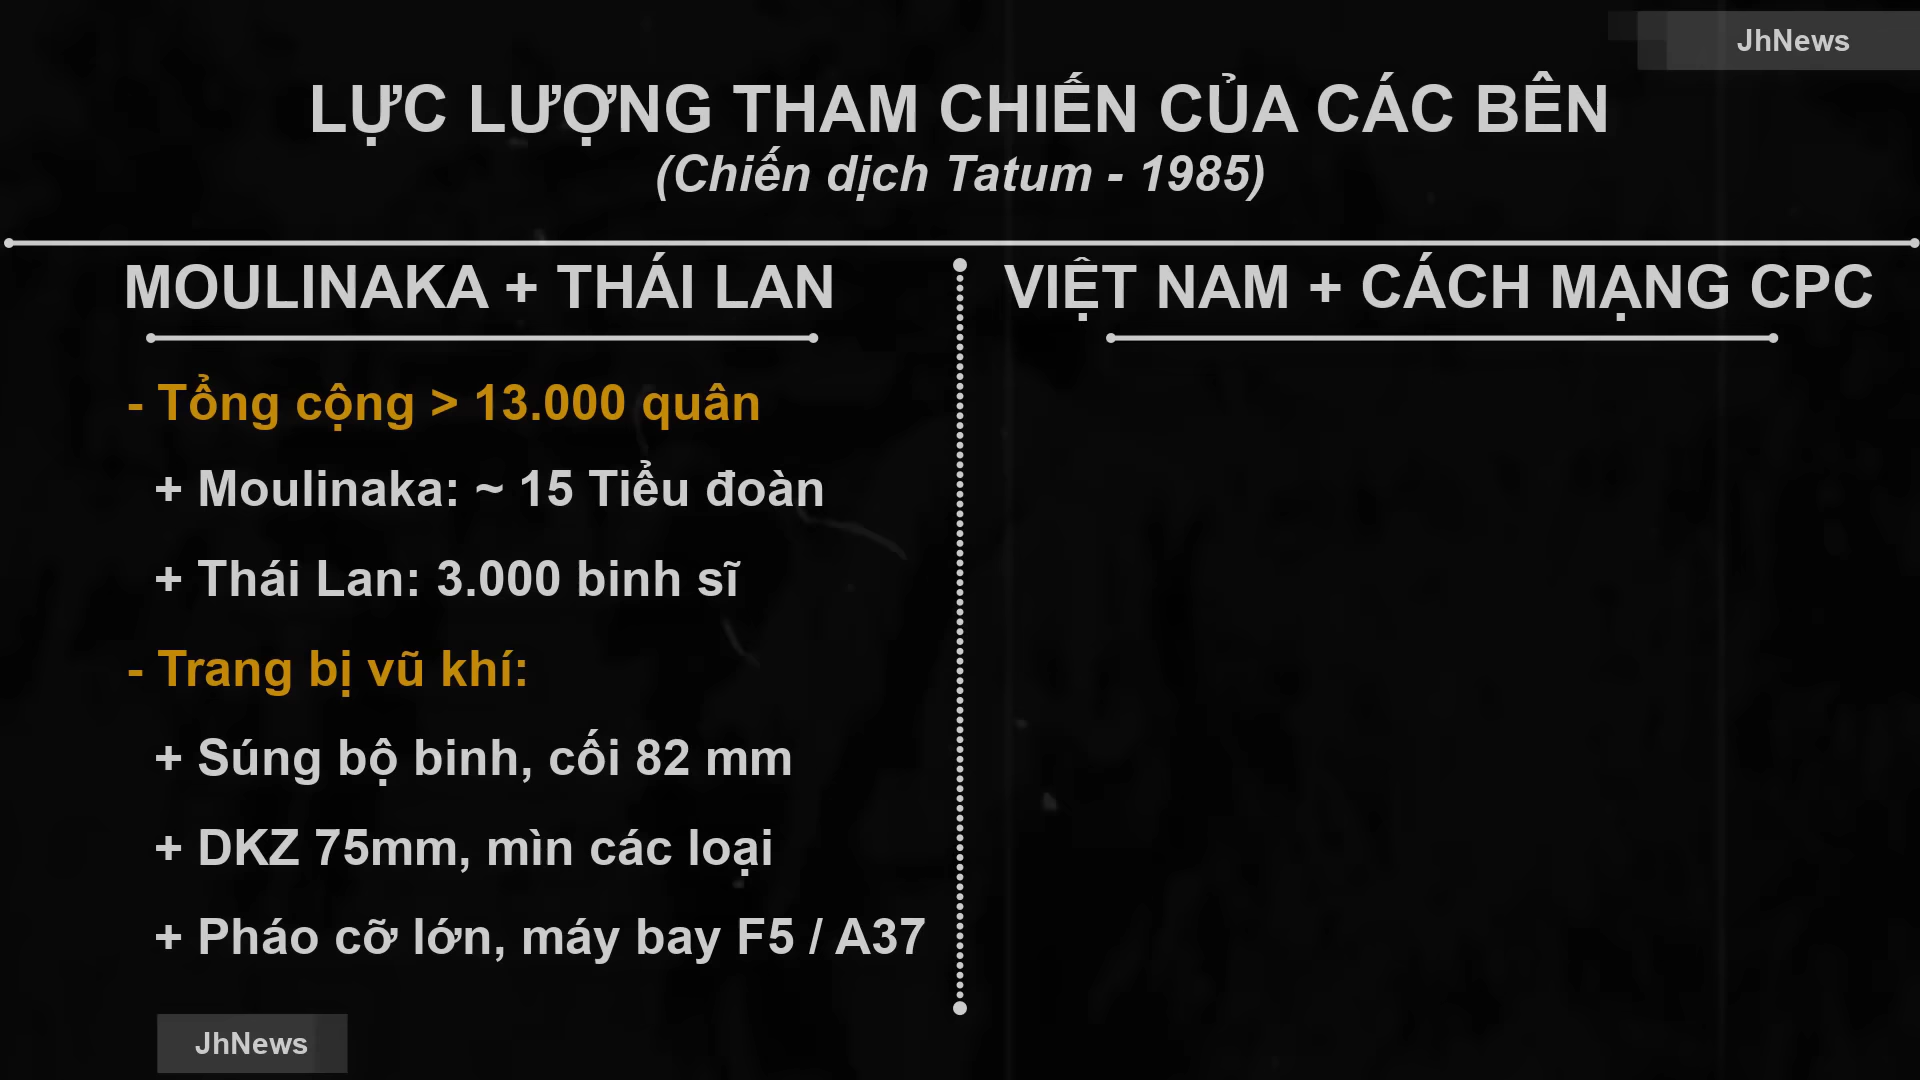 JhNews
LỰC LƯỢNG THAM CHIẾN CỦA CÁC BÊN
(Chiến dịch Tatum - 1985)
MOULINAKA + THÁI LAN
- Tổng cộng > 13.000 quân
+ Moulinaka: ~ 15 Tiểu đoàn
+ Thái Lan: 3.000 binh sĩ
- Trang bị vũ khí:
+ Súng bộ binh, cối 82 mm
+ DKZ 75mm, mìn các loại
+ Pháo cỡ lớn, máy bay F5 / A37
VIỆT NAM + CÁCH MẠNG CPC
JhNews